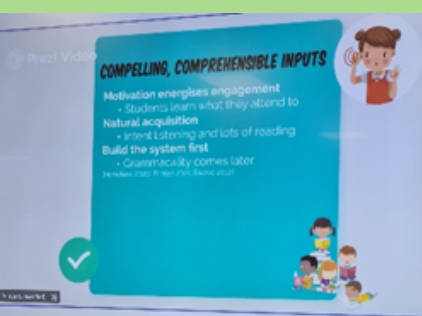 Prezi Video
COMPELLING, COMPREHENSIBLE INPUTS
Motivation energises engagement
• Students learn what they attend to
Natural acquisition
• Intent listening and lots of reading
Build the system first
• Grammacality comes later